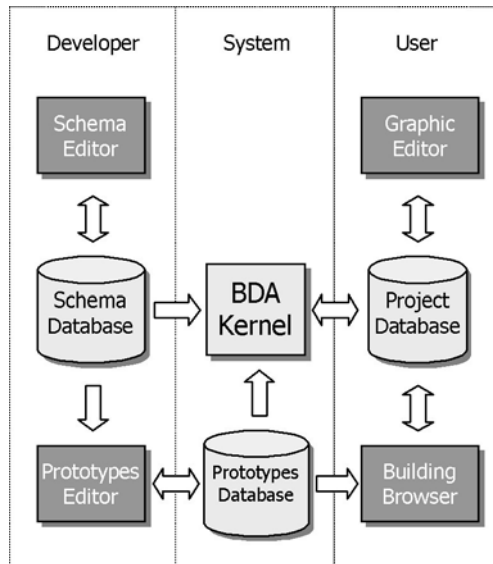 Developer
System
User
Schema
Editor
Graphic
Editor
Schema
Database
BDA
Kernel
Project
Database
Prototypes
Editor
Prototypes
Database
Building
Browser